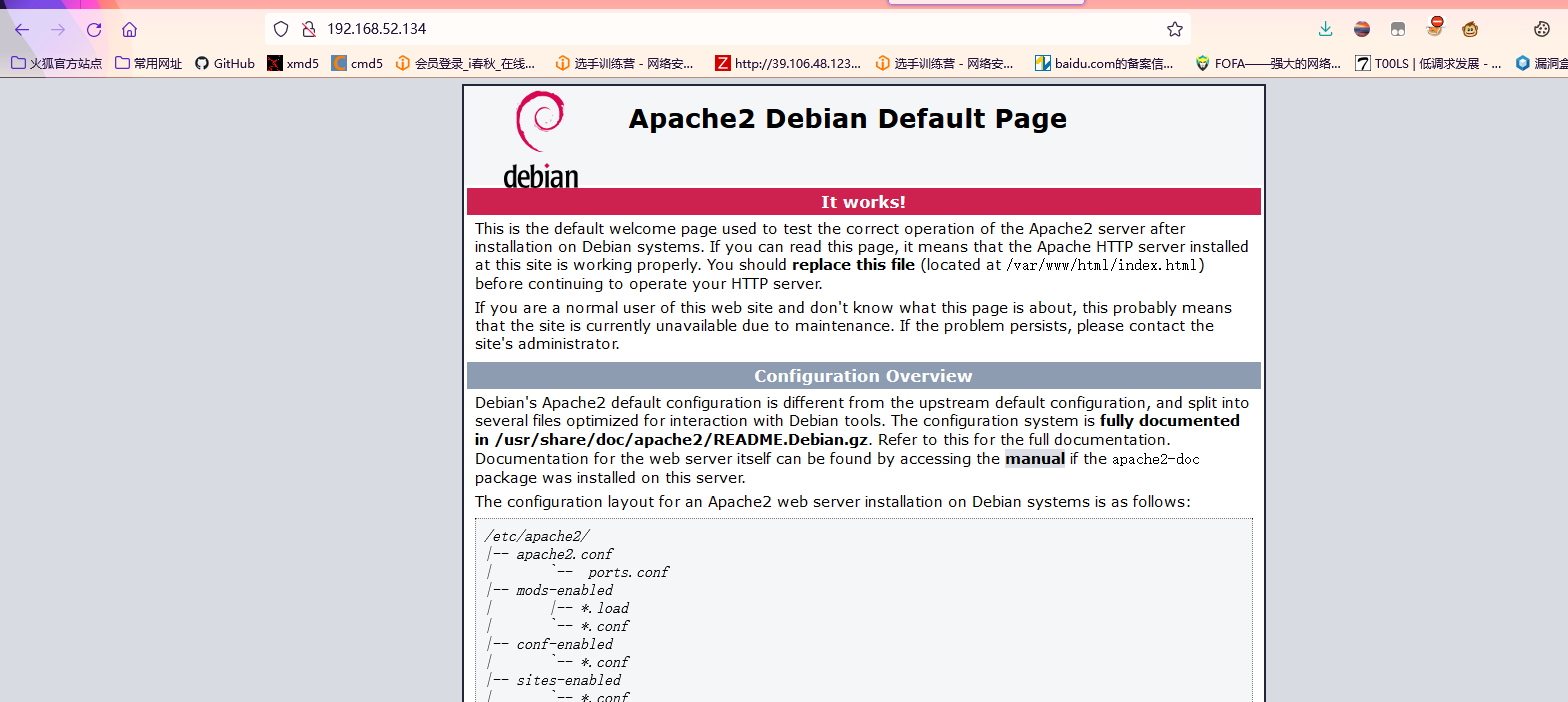 192.168.52.134
火狐官方站点 常用网址 GitHub xmd5 cmd5 会员登录_i春秋_在线... 选手训练营 - 网络安... http://39.106.48.123... 选手训练营 - 网络安... baidu.com的备案信... FOFA——强大的网络... T00LS | 低调求发展 - ... 漏洞盒
debian
Apache2 Debian Default Page
It works!
This is the default welcome page used to test the correct operation of the Apache2 server after
installation on Debian systems. If you can read this page, it means that the Apache HTTP server installed
at this site is working properly. You should replace this file (located at /var/www/html/index.html)
before continuing to operate your HTTP server.
If you are a normal user of this web site and don't know what this page is about, this probably means
that the site is currently unavailable due to maintenance. If the problem persists, please contact the
site's administrator.
Configuration Overview
Debian's Apache2 default configuration is different from the upstream default configuration, and split into
several files optimized for interaction with Debian tools. The configuration system is fully documented
in /usr/share/doc/apache2/README.Debian.gz. Refer to this for the full documentation.
Documentation for the web server itself can be found by accessing the manual if the apache2-doc
package was installed on this server.
The configuration layout for an Apache2 web server installation on Debian systems is as follows:
/etc/apache2/
|-- apache2.conf
|       `--  ports.conf
|-- mods-enabled
|       |-- *.load
|       `-- *.conf
|-- conf-enabled
|       `-- *.conf
|-- sites-enabled
|       `-- *.conf